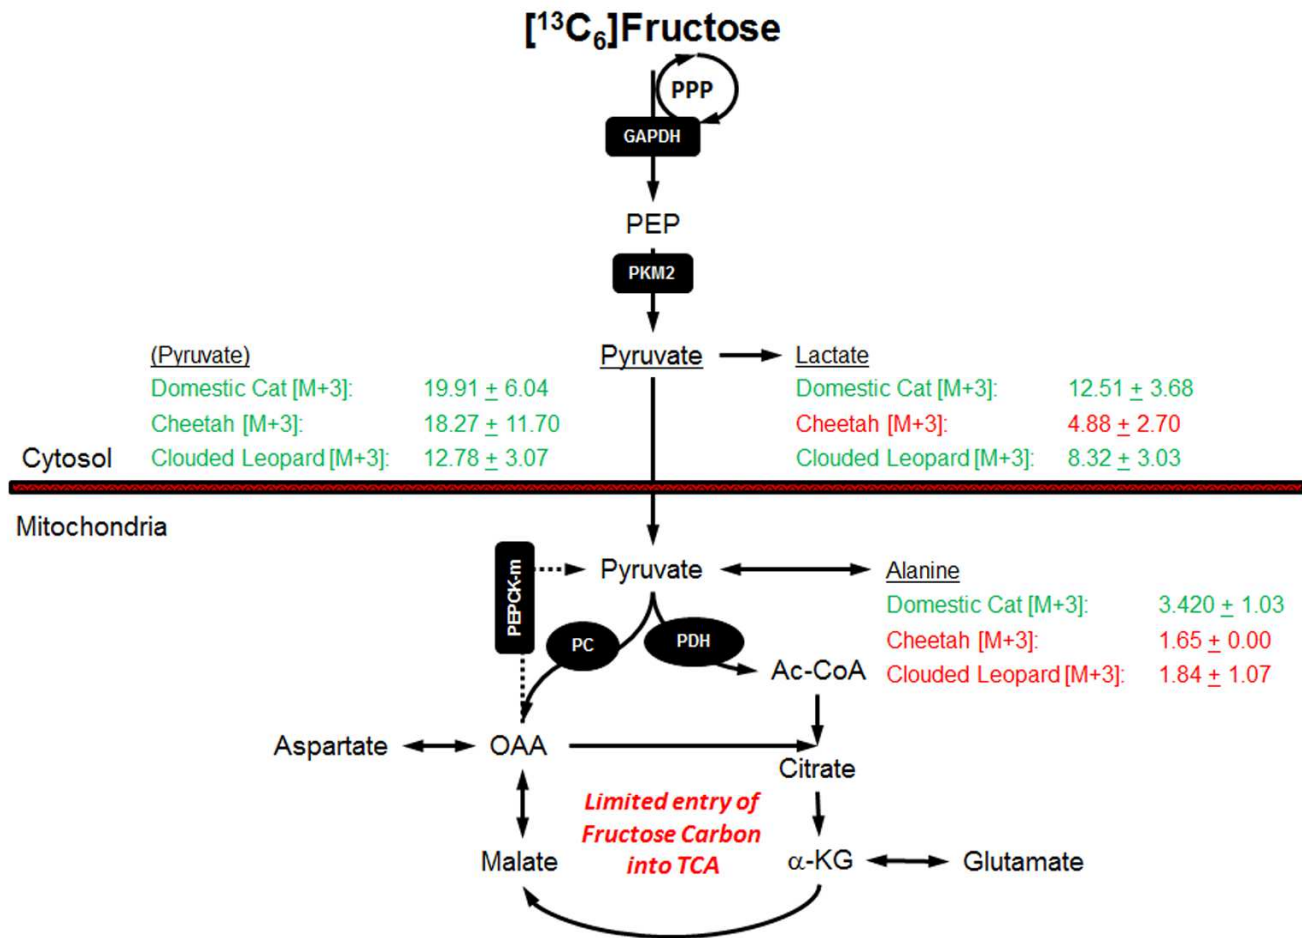 [¹³C₆]Fructose
PPP
GAPDH
PEP
PKM2
(Pyruvate)
Domestic Cat [M+3]: 19.91 ± 6.04
Cheetah [M+3]: 18.27 ± 11.70
Clouded Leopard [M+3]: 12.78 ± 3.07
Pyruvate
Lactate
Domestic Cat [M+3]: 12.51 ± 3.68
Cheetah [M+3]: 4.88 ± 2.70
Clouded Leopard [M+3]: 8.32 ± 3.03
Cytosol
Mitochondria
PEPCK-m
Pyruvate
Alanine
Domestic Cat [M+3]: 3.420 ± 1.03
Cheetah [M+3]: 1.65 ± 0.00
Clouded Leopard [M+3]: 1.84 ± 1.07
PC
PDH
Ac-CoA
Aspartate
OAA
Citrate
Limited entry of
Fructose Carbon
into TCA
Malate
α-KG
Glutamate